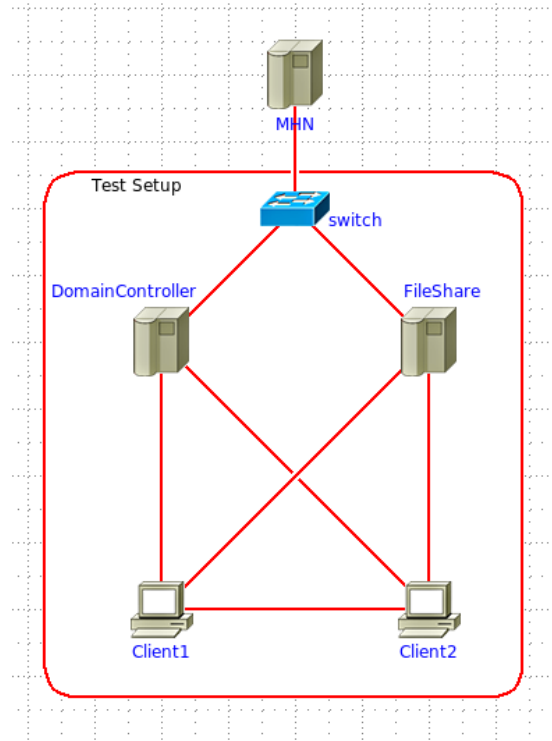 MHN
Test Setup
switch
DomainController
FileShare
Client1
Client2